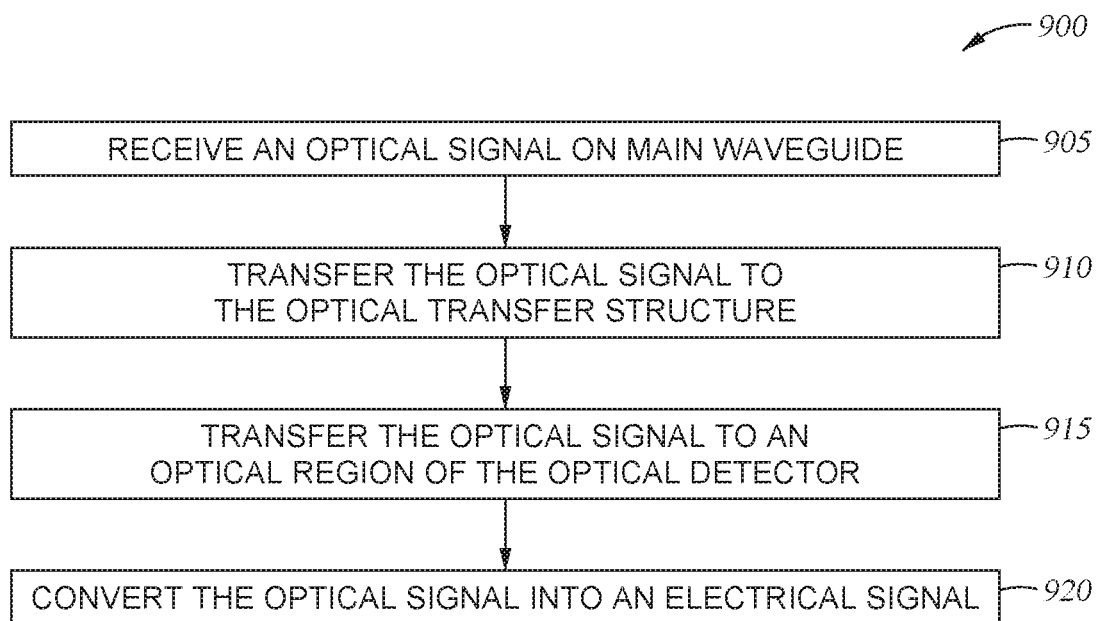 900
RECEIVE AN OPTICAL SIGNAL ON MAIN WAVEGUIDE
905
TRANSFER THE OPTICAL SIGNAL TO
THE OPTICAL TRANSFER STRUCTURE
910
TRANSFER THE OPTICAL SIGNAL TO AN
OPTICAL REGION OF THE OPTICAL DETECTOR
915
CONVERT THE OPTICAL SIGNAL INTO AN ELECTRICAL SIGNAL
920